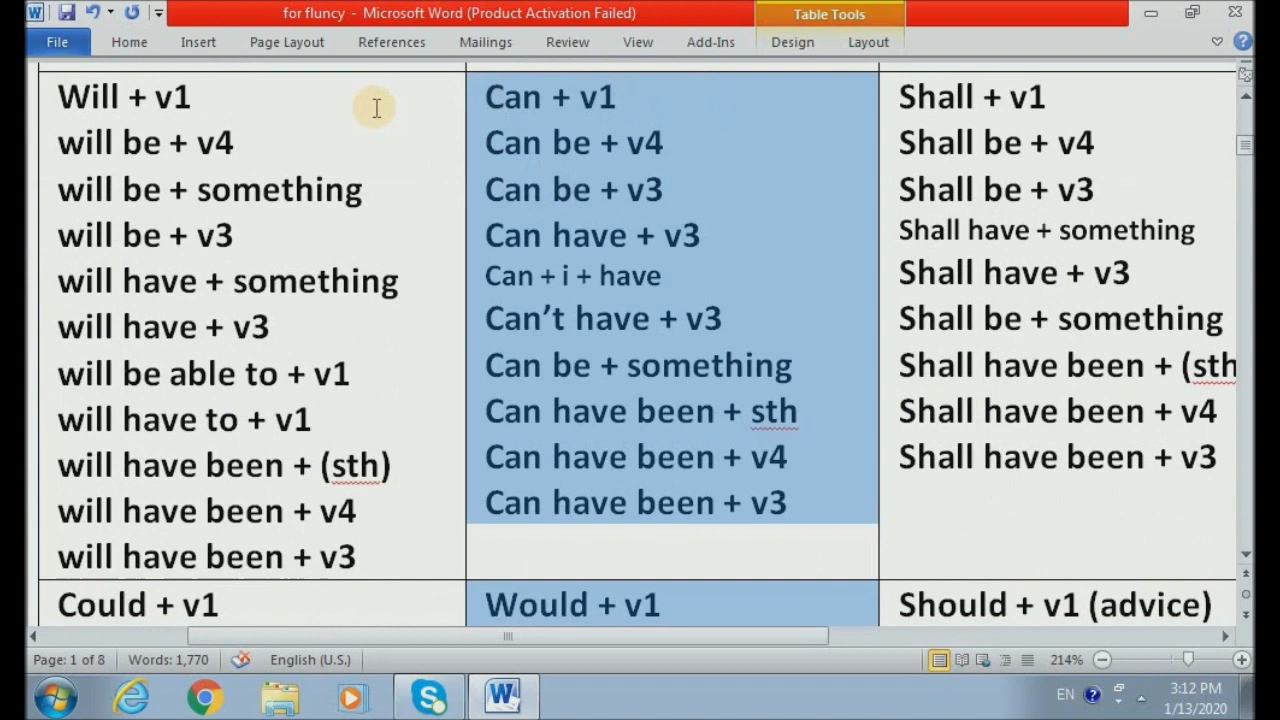 for fluncy - Microsoft Word (Product Activation Failed)
Table Tools
File Home Insert Page Layout References Mailings Review View Add-Ins Design Layout
Will + v1
will be + v4
will be + something
will be + v3
will have + something
will have + v3
will be able to + v1
will have to + v1
will have been + (sth)
will have been + v4
will have been + v3
Can + v1
Can be + v4
Can be + v3
Can have + v3
Can + i + have
Can't have + v3
Can be + something
Can have been + sth
Can have been + v4
Can have been + v3
Shall + v1
Shall be + v4
Shall be + v3
Shall have + something
Shall have + v3
Shall be + something
Shall have been + (sth
Shall have been + v4
Shall have been + v3
Could + v1
Would + v1
Should + v1 (advice)
Page: 1 of 8 Words: 1,770 English (U.S.) 214%
EN
3:12 PM
1/13/2020